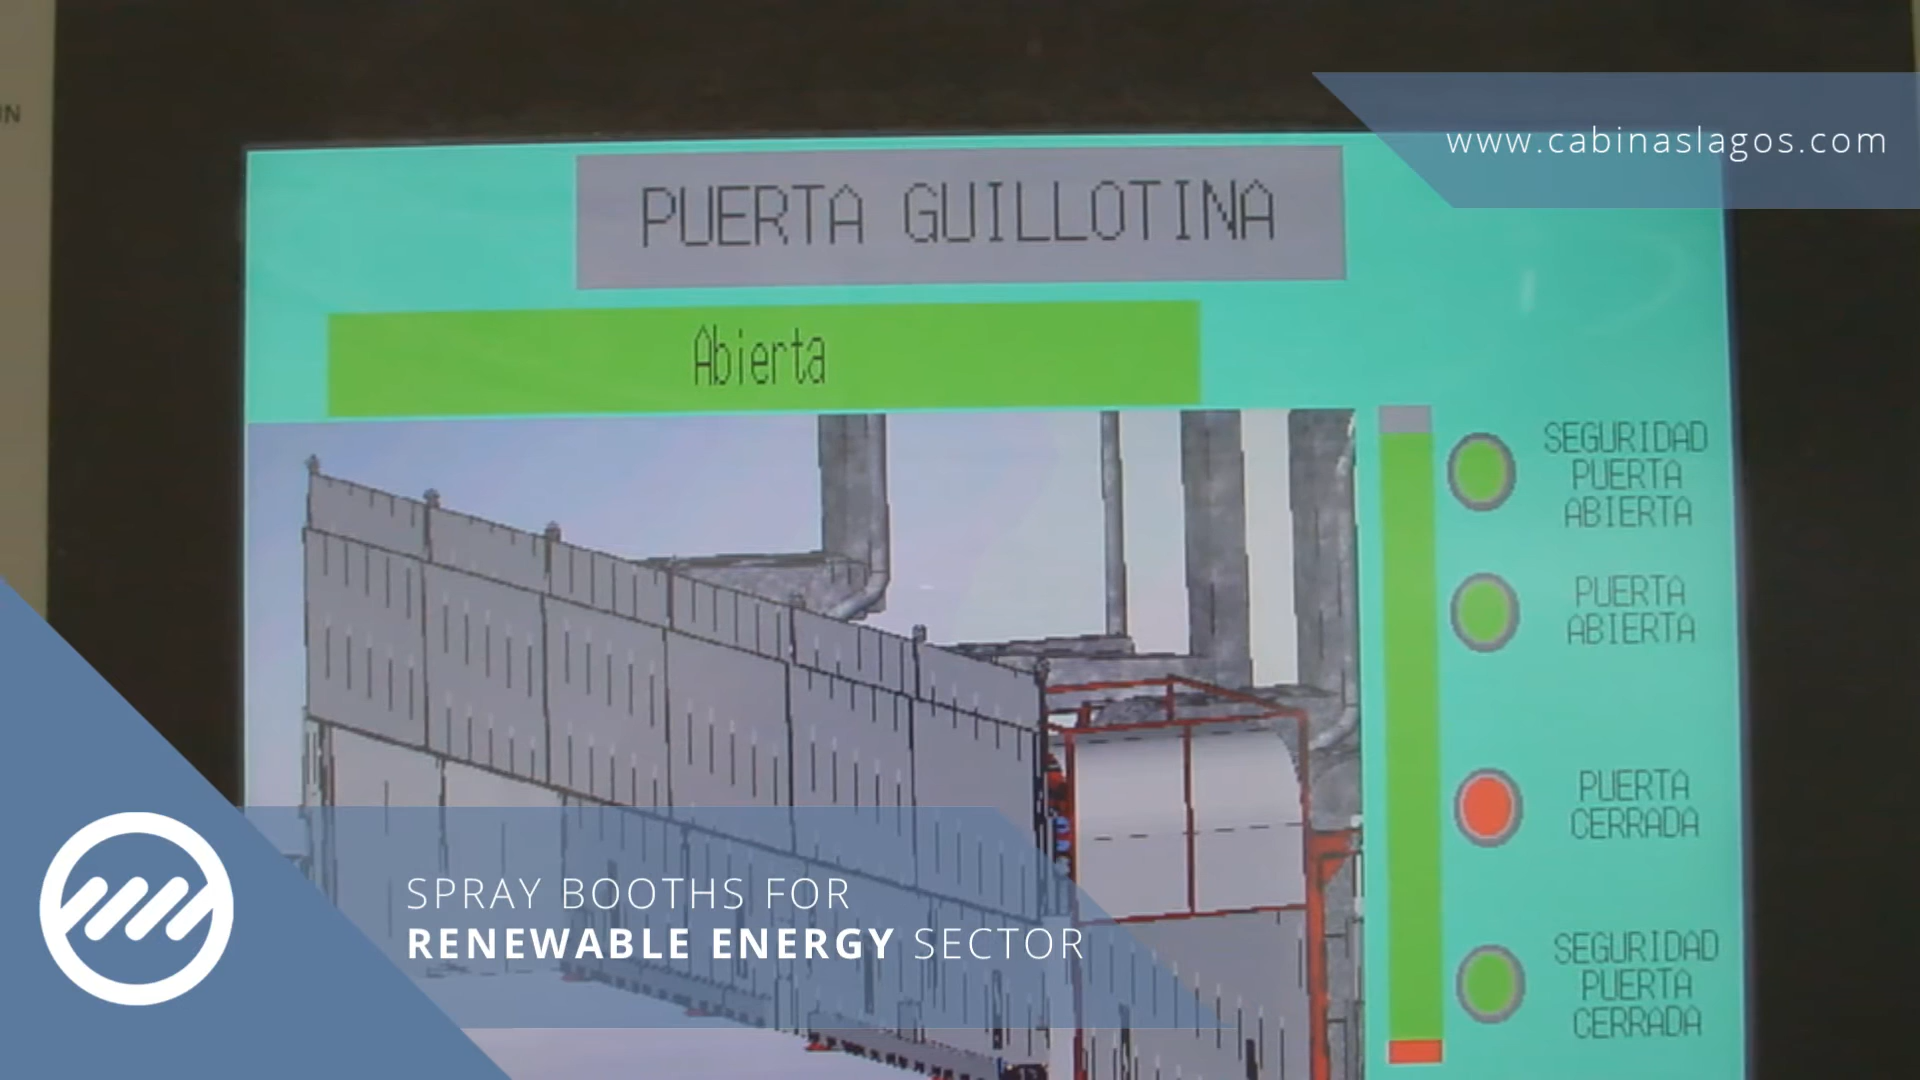 www.cabinaslagos.com
PUERTA GUILLOTINA
Abierta
SEGURIDAD
PUERTA
ABIERTA
PUERTA
ABIERTA
PUERTA
CERRADA
SEGURIDAD
PUERTA
CERRADA
SPRAY BOOTHS FOR
RENEWABLE ENERGY SECTOR